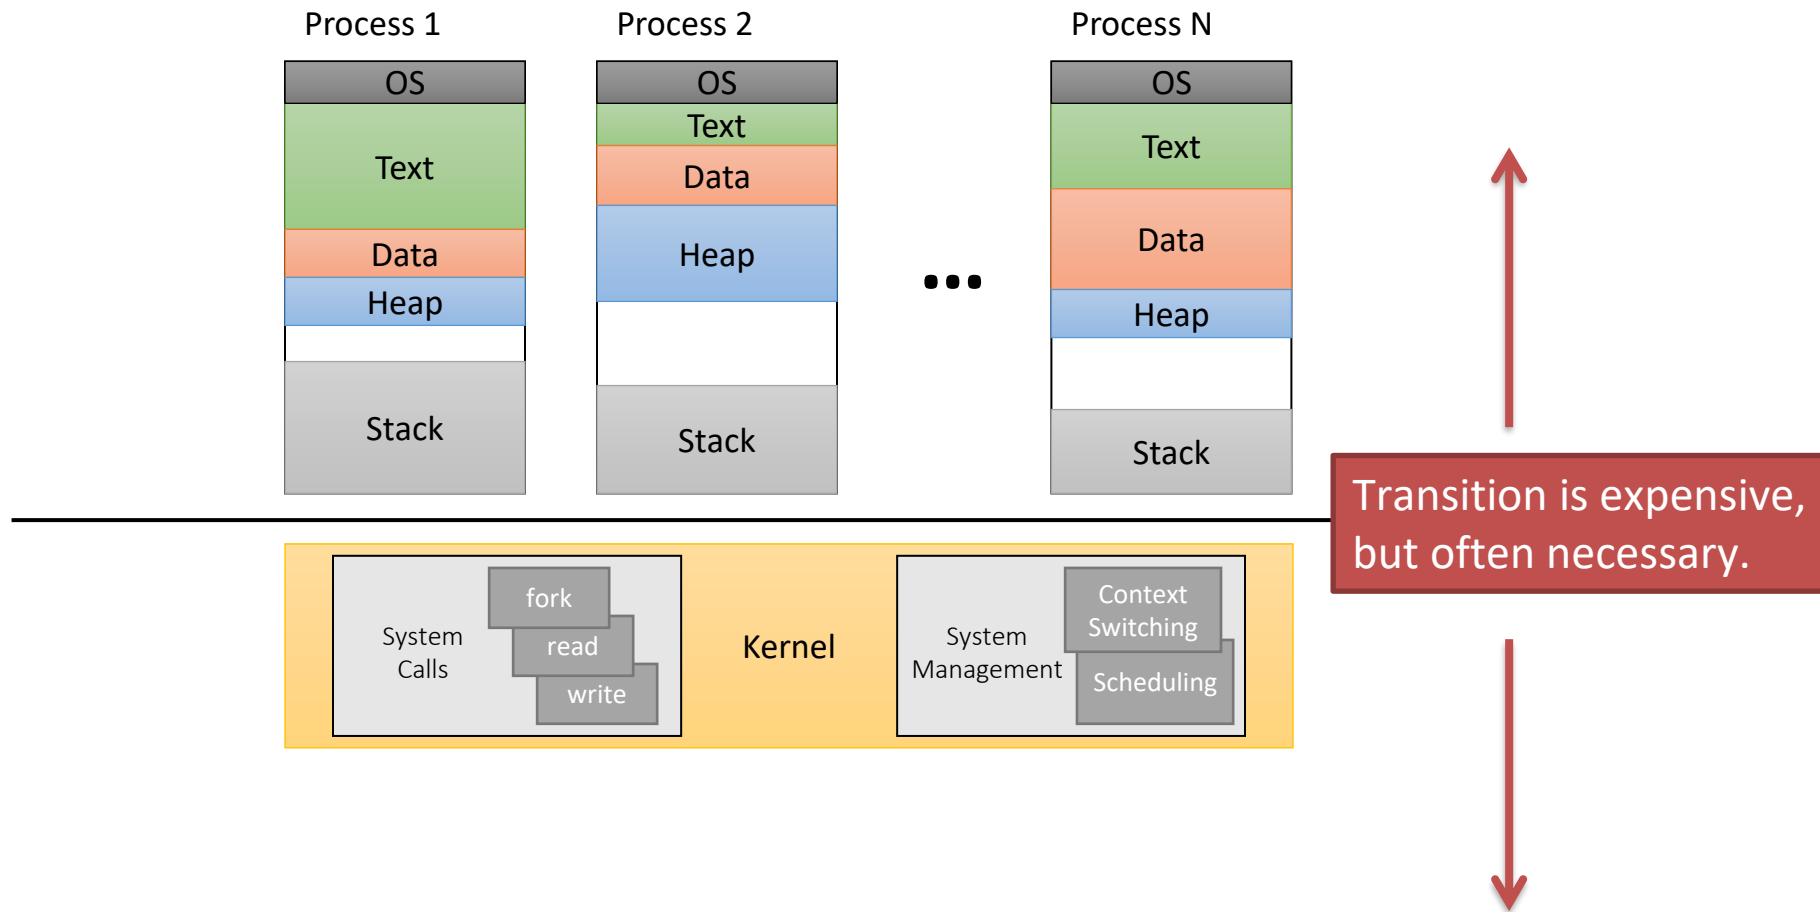 Process 1
Process 2
Process N
OS
Text
Data
Heap
Stack
OS
Text
Data
Heap
Stack
...
OS
Text
Data
Heap
Stack
Transition is expensive,
but often necessary.
System
Calls
fork
read
write
Kernel
System
Management
Context
Switching
Scheduling